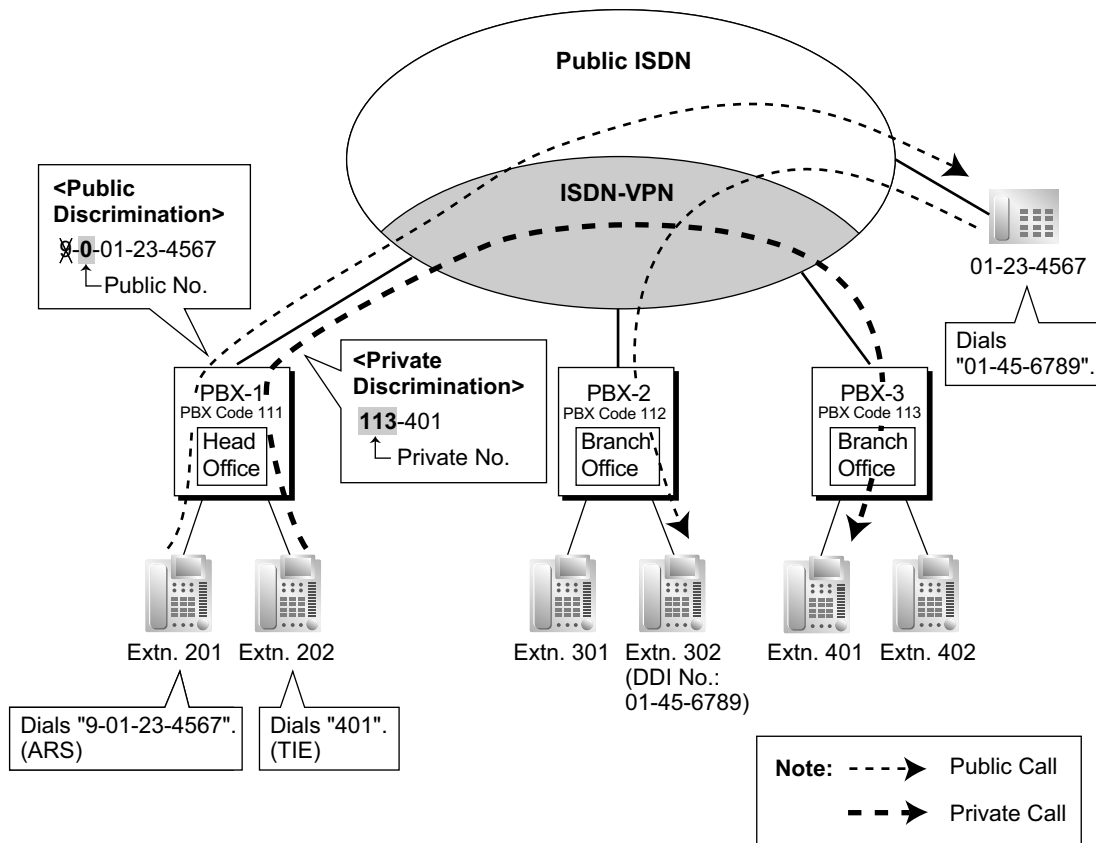 Public ISDN
ISDN-VPN
<Public
Discrimination>
9-0-01-23-4567
Public No.
01-23-4567
Dials
"01-45-6789".
<Private
Discrimination>
113-401
Private No.
PBX-1
PBX Code 111
Head
Office
PBX-2
PBX Code 112
Branch
Office
PBX-3
PBX Code 113
Branch
Office
Extn. 201
Extn. 202
Extn. 301
Extn. 302
(DDI No.:
01-45-6789)
Extn. 401
Extn. 402
Dials "9-01-23-4567".
(ARS)
Dials "401".
(TIE)
Note:
Public Call
Private Call